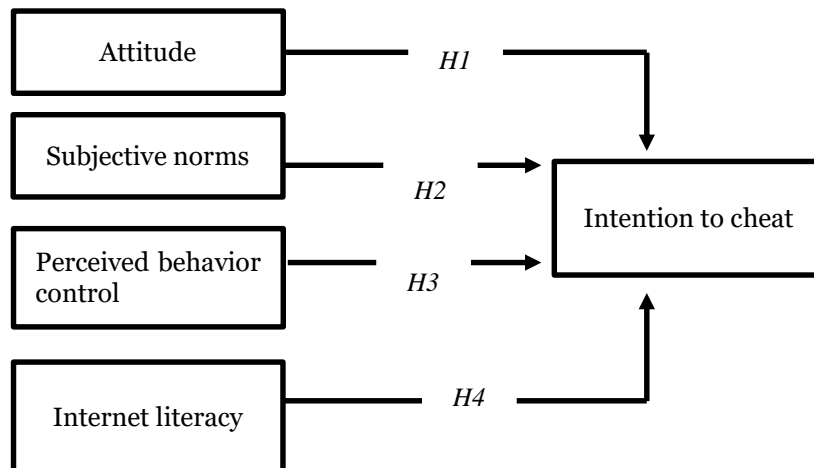 Attitude
H1
Subjective norms
H2
Intention to cheat
Perceived behavior
control
H3
Internet literacy
H4